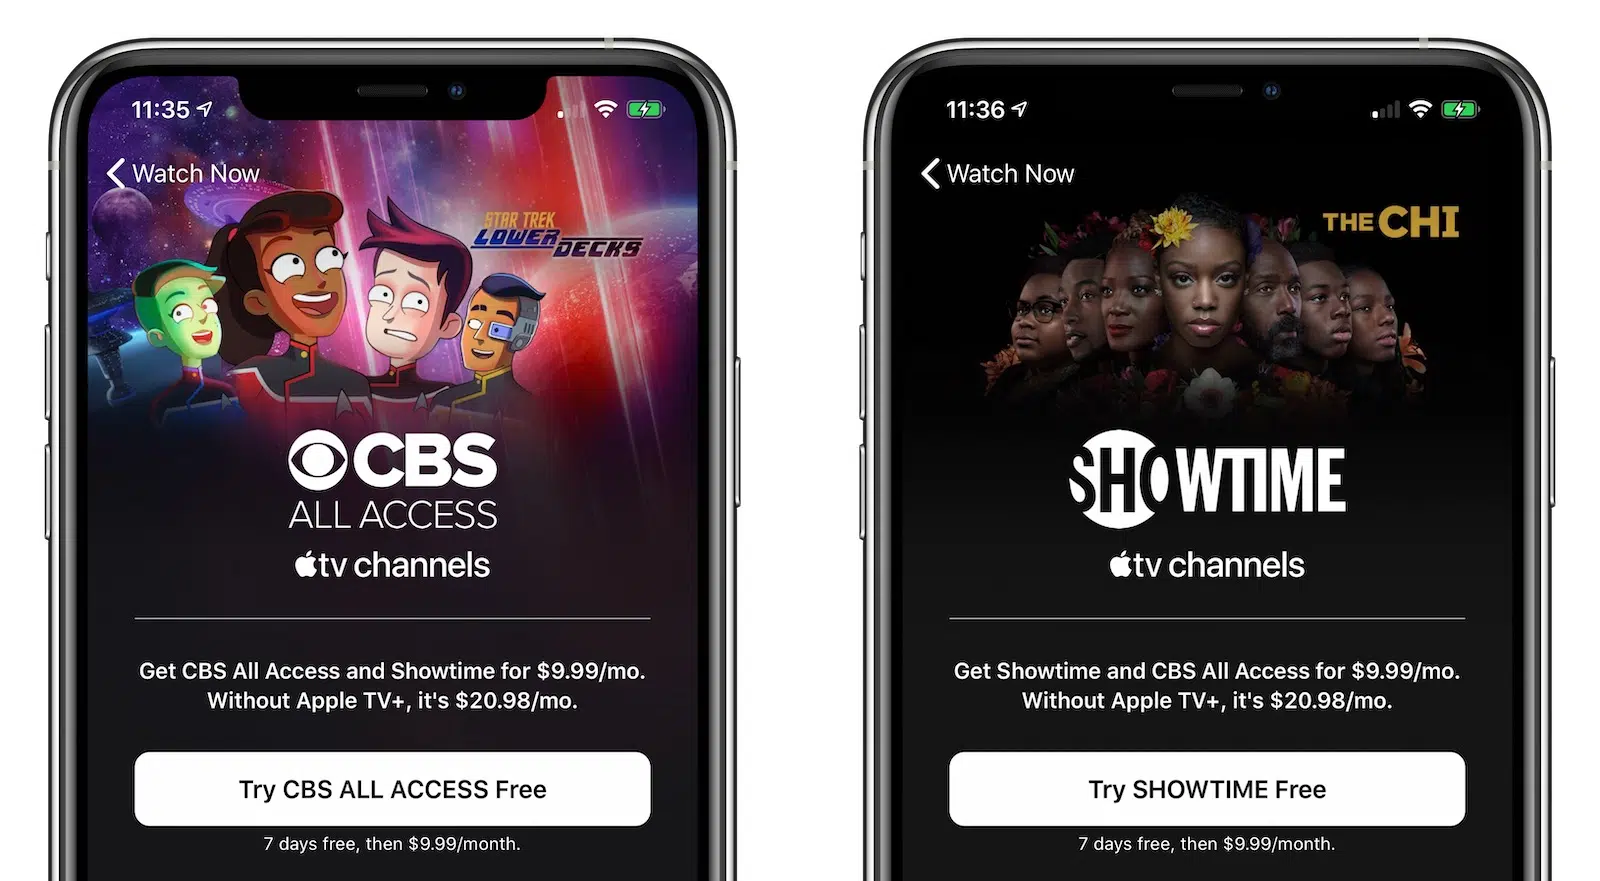 11:35
Watch Now
STAR TREK
LOWER DECKS
CBS
ALL ACCESS
tv channels
Get CBS All Access and Showtime for $9.99/mo.
Without Apple TV+, it's $20.98/mo.
Try CBS ALL ACCESS Free
7 days free, then $9.99/month.
11:36
Watch Now
THE CHI
SHOWTIME
tv channels
Get Showtime and CBS All Access for $9.99/mo.
Without Apple TV+, it's $20.98/mo.
Try SHOWTIME Free
7 days free, then $9.99/month.